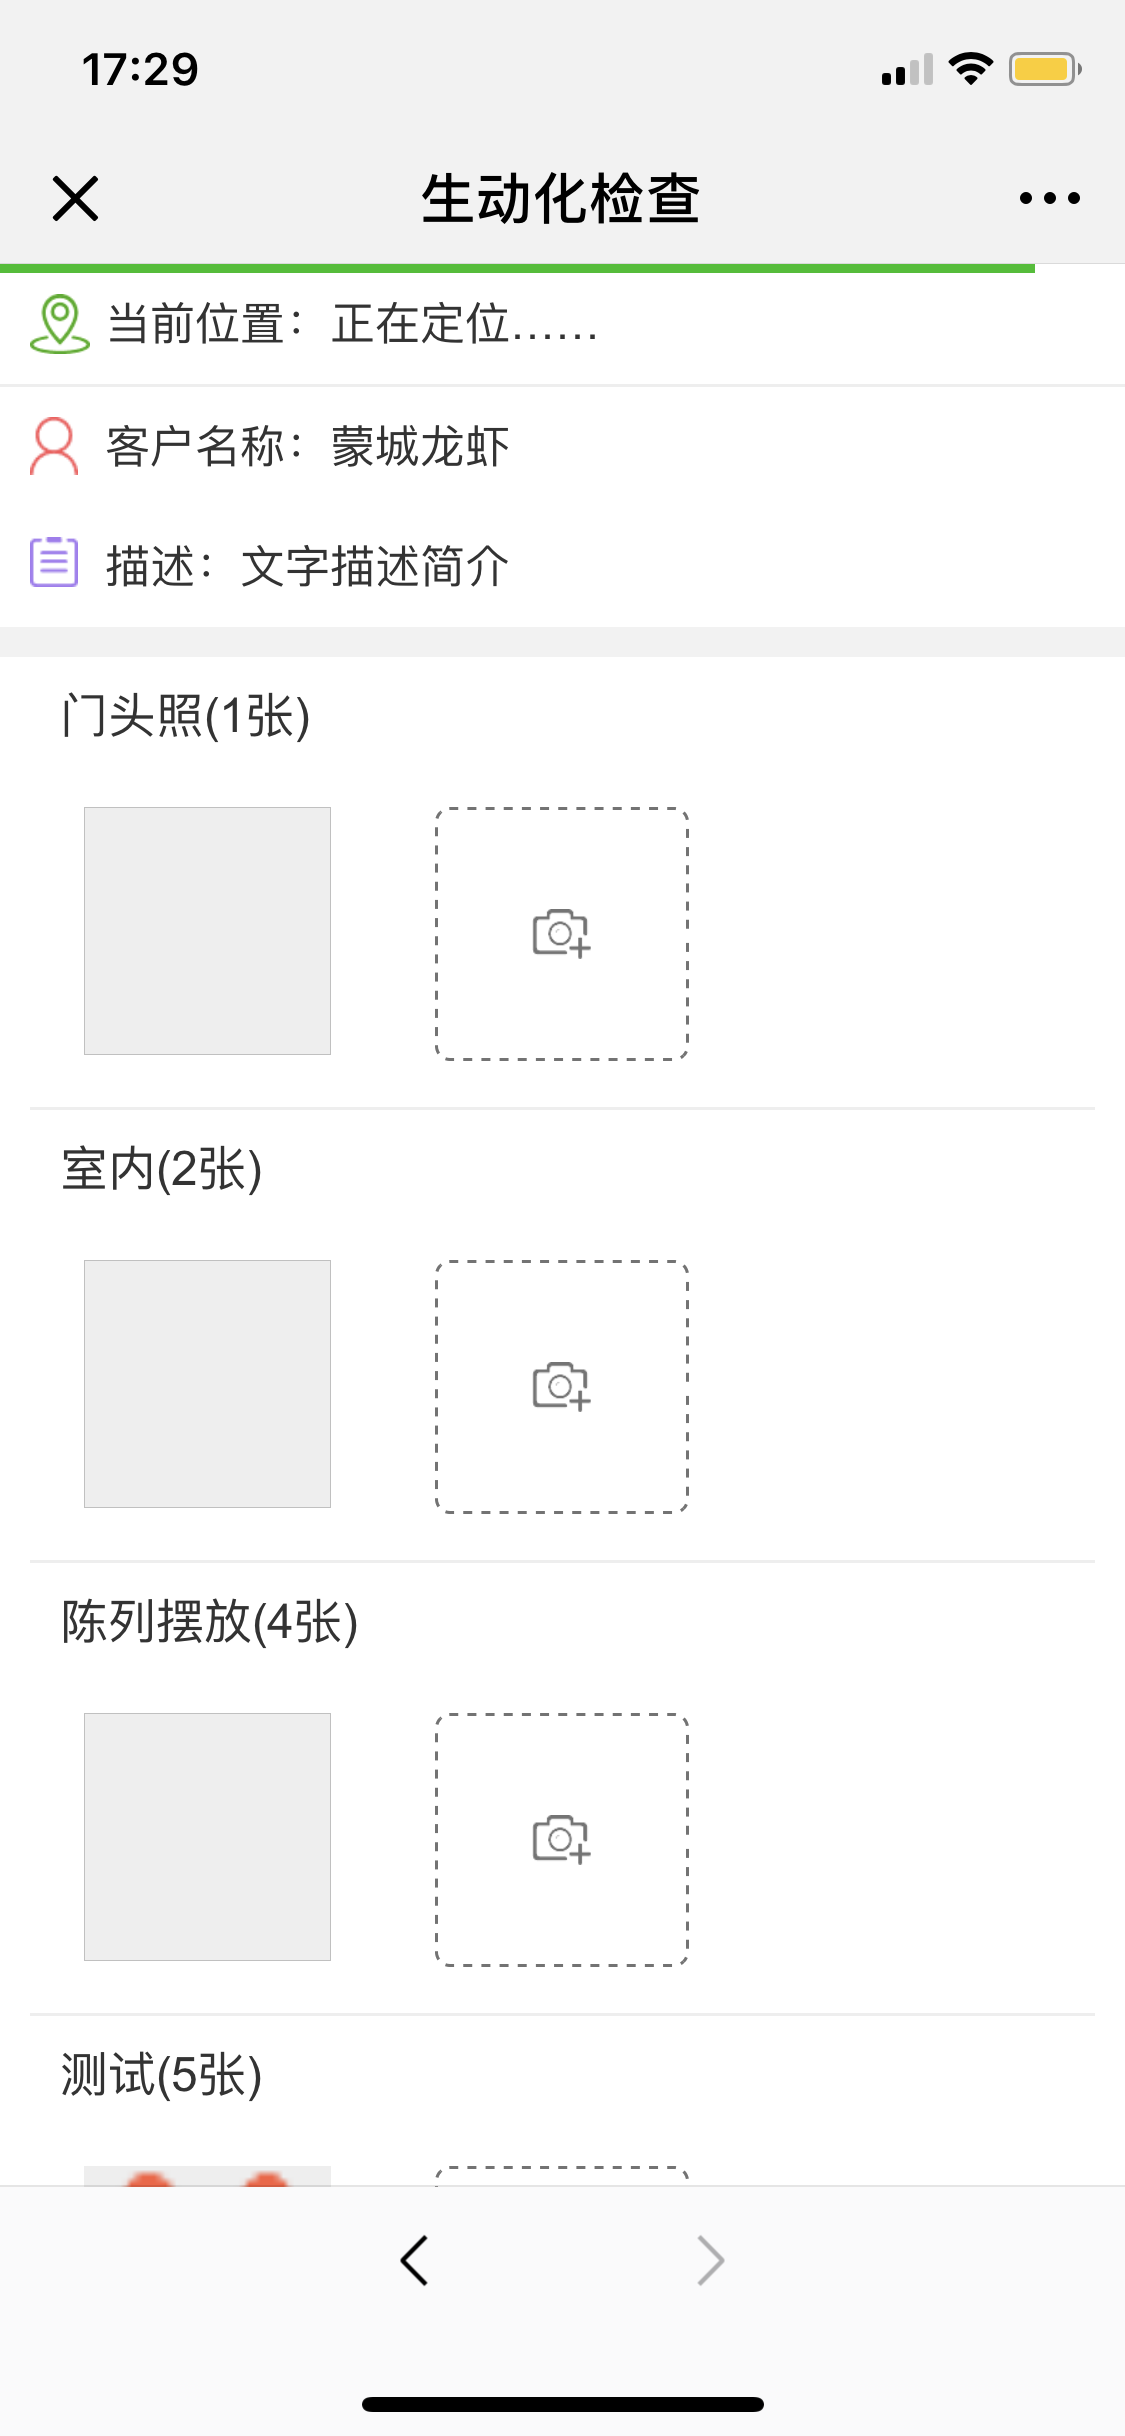 17:29
生动化检查
当前位置：正在定位......
客户名称：蒙城龙虾
描述：文字描述简介
门头照(1张)
室内(2张)
陈列摆放(4张)
测试(5张)